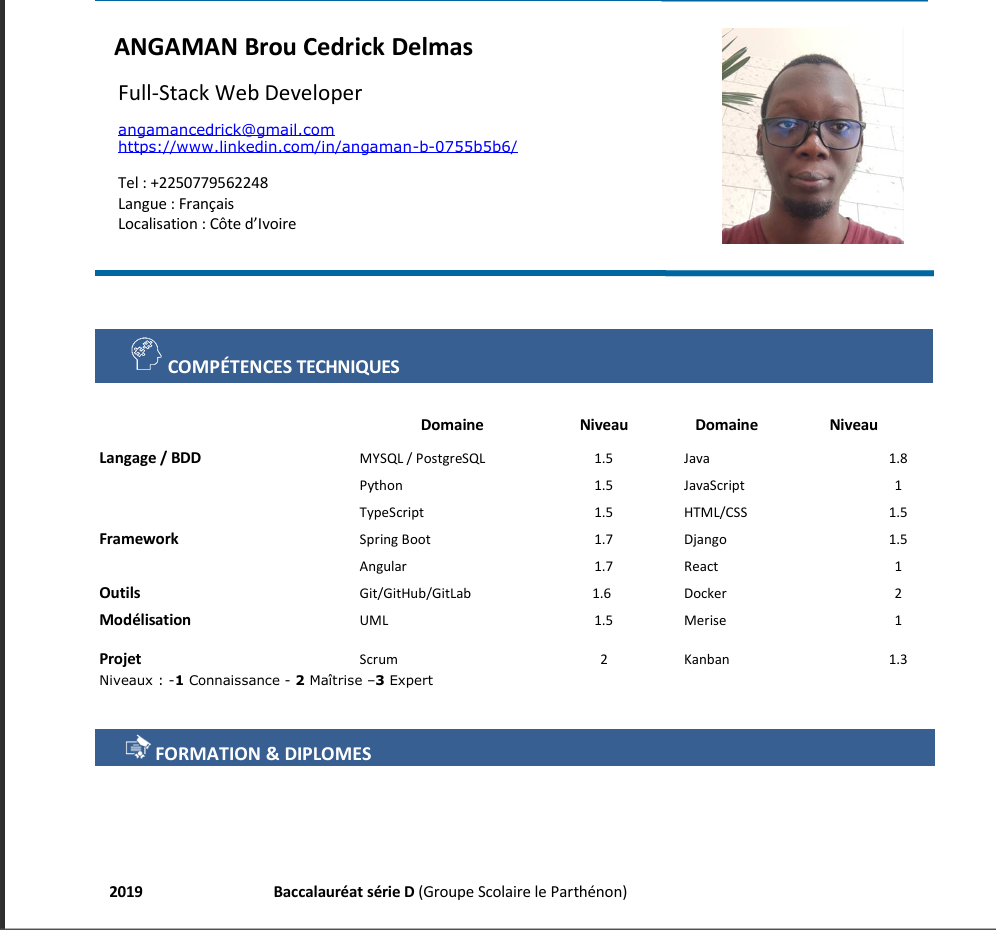 ANGAMAN Brou Cedrick Delmas
Full-Stack Web Developer
angamancedrick@gmail.com
https://www.linkedin.com/in/angaman-b-0755b5b6/
Tel : +2250779562248
Langue : Français
Localisation : Côte d’Ivoire
COMPÉTENCES TECHNIQUES
Domaine Niveau Domaine Niveau
Langage / BDD MYSQL / PostgreSQL 1.5 Java 1.8
Python 1.5 JavaScript 1
TypeScript 1.5 HTML/CSS 1.5
Framework Spring Boot 1.7 Django 1.5
Angular 1.7 React 1
Outils Git/GitHub/GitLab 1.6 Docker 2
Modélisation UML 1.5 Merise 1
Projet Scrum 2 Kanban 1.3
Niveaux : -1 Connaissance - 2 Maîtrise –3 Expert
FORMATION & DIPLOMES
2019 Baccalauréat série D (Groupe Scolaire le Parthénon)